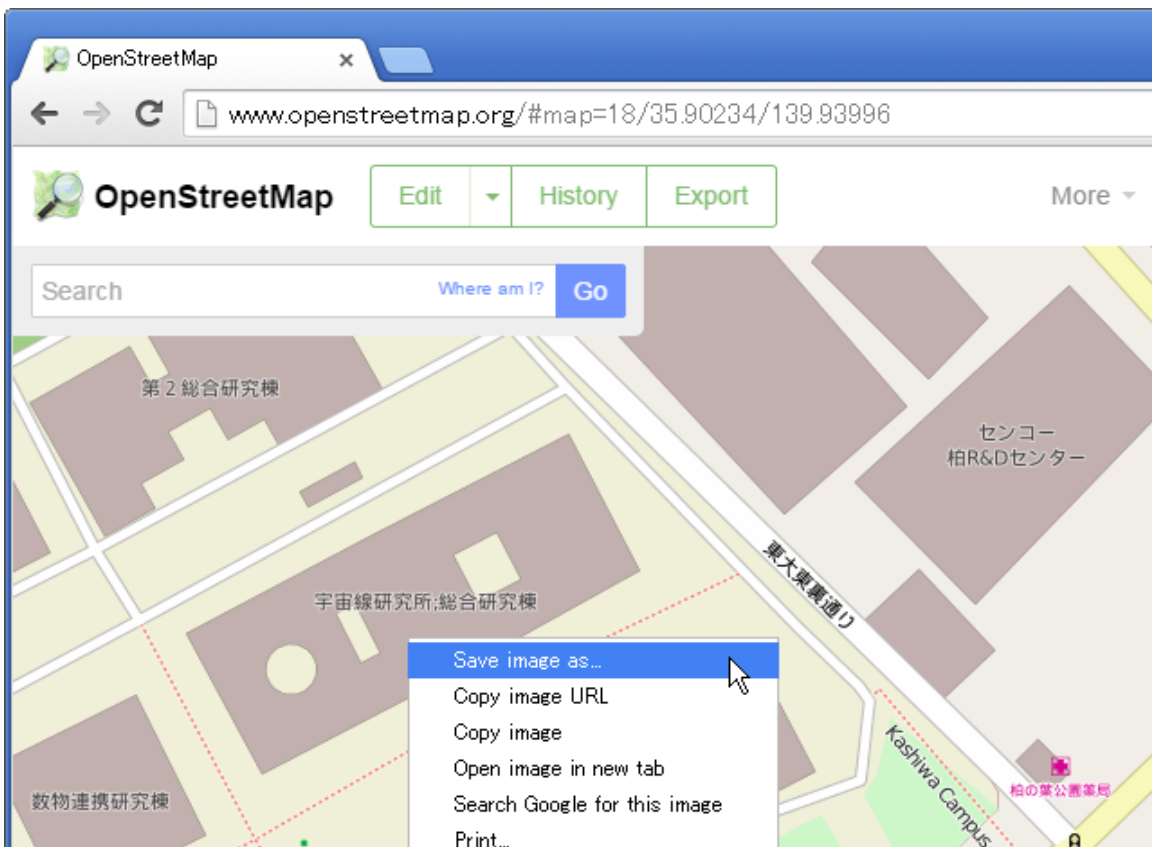 OpenStreetMap
www.openstreetmap.org/#map=18/35.90234/139.93996
OpenStreetMap Edit History Export More
Search Where am I? Go
第2総合研究棟
センコー
柏R&Dセンター
東大東裏通り
宇宙線研究所;総合研究棟
Save image as...
Copy image URL
Copy image
Open image in new tab
Search Google for this image
Print...
Kashiwa Campus
柏の葉公園薬局
数物連携研究棟